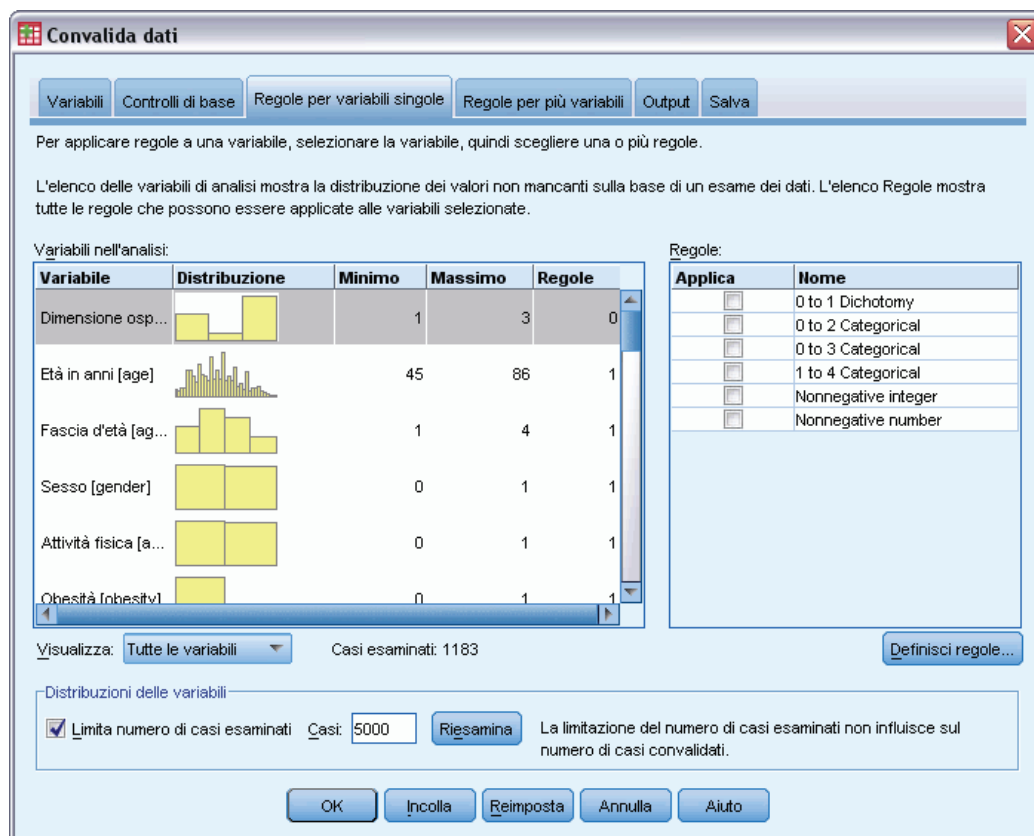 Convalida dati
Variabili
Controlli di base
Regole per variabili singole
Regole per più variabili
Output
Salva
Per applicare regole a una variabile, selezionare la variabile, quindi scegliere una o più regole.
L'elenco delle variabili di analisi mostra la distribuzione dei valori non mancanti sulla base di un esame dei dati. L'elenco Regole mostra
tutte le regole che possono essere applicate alle variabili selezionate.
Variabili nell'analisi:
Variabile Distribuzione Minimo Massimo Regole
Dimensione osp... 1 3 0
Età in anni [age] 45 86 1
Fascia d'età [ag... 1 4 1
Sesso [gender] 0 1 1
Attività fisica [a... 0 1 1
Obesità [obesity] 0 1 1
Regole:
Applica Nome
0 to 1 Dichotomy
0 to 2 Categorical
0 to 3 Categorical
1 to 4 Categorical
Nonnegative integer
Nonnegative number
Visualizza: Tutte le variabili Casi esaminati: 1183
Definisci regole...
Distribuzioni delle variabili
Limita numero di casi esaminati Casi: 5000 Riesamina
La limitazione del numero di casi esaminati non influisce sul
numero di casi convalidati.
OK Incolla Reimposta Annulla Aiuto